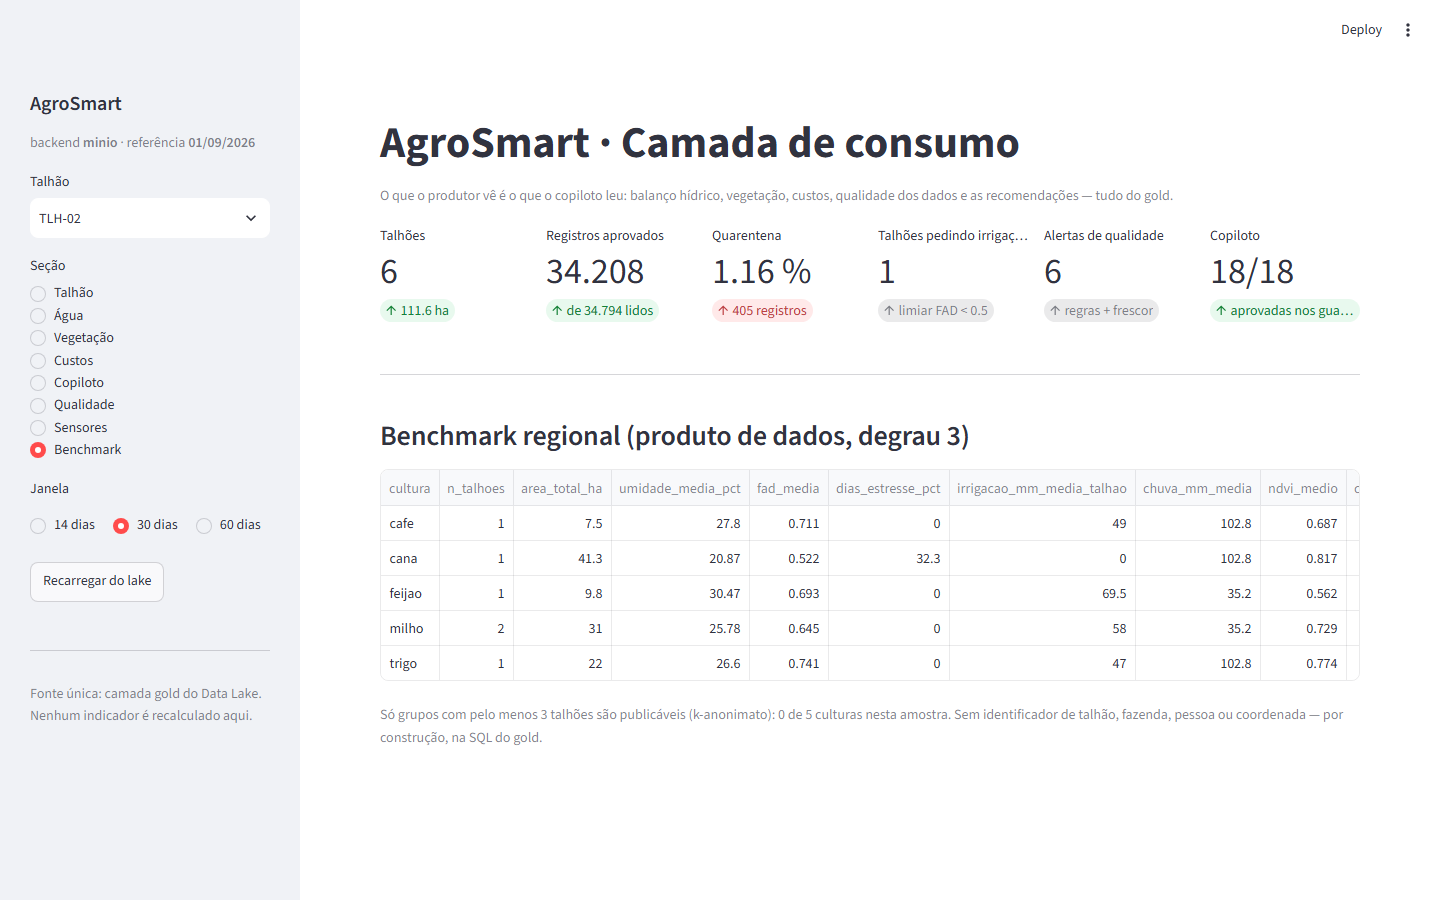 Deploy
AgroSmart
backend minio · referência 01/09/2026
Talhão
TLH-02
Seção
Talhão
Água
Vegetação
Custos
Copiloto
Qualidade
Sensores
Benchmark
Janela
14 dias 30 dias 60 dias
Recarregar do lake
Fonte única: camada gold do Data Lake.
Nenhum indicador é recalculado aqui.
AgroSmart · Camada de consumo
O que o produtor vê é o que o copiloto leu: balanço hídrico, vegetação, custos, qualidade dos dados e as recomendações — tudo do gold.
Talhões Registros aprovados Quarentena Talhões pedindo irrigaç… Alertas de qualidade Copiloto
6 34.208 1.16 % 1 6 18/18
↑ 111.6 ha ↑ de 34.794 lidos ↑ 405 registros ↑ limiar FAD < 0.5 ↑ regras + frescor ↑ aprovadas nos gua…
Benchmark regional (produto de dados, degrau 3)
cultura n_talhoes area_total_ha umidade_media_pct fad_media dias_estresse_pct irrigacao_mm_media_talhao chuva_mm_media ndvi_medio
cafe 1 7.5 27.8 0.711 0 49 102.8 0.687
cana 1 41.3 20.87 0.522 32.3 0 102.8 0.817
feijao 1 9.8 30.47 0.693 0 69.5 35.2 0.562
milho 2 31 25.78 0.645 0 58 35.2 0.729
trigo 1 22 26.6 0.741 0 47 102.8 0.774
Só grupos com pelo menos 3 talhões são publicáveis (k-anonimato): 0 de 5 culturas nesta amostra. Sem identificador de talhão, fazenda, pessoa ou coordenada — por
construção, na SQL do gold.